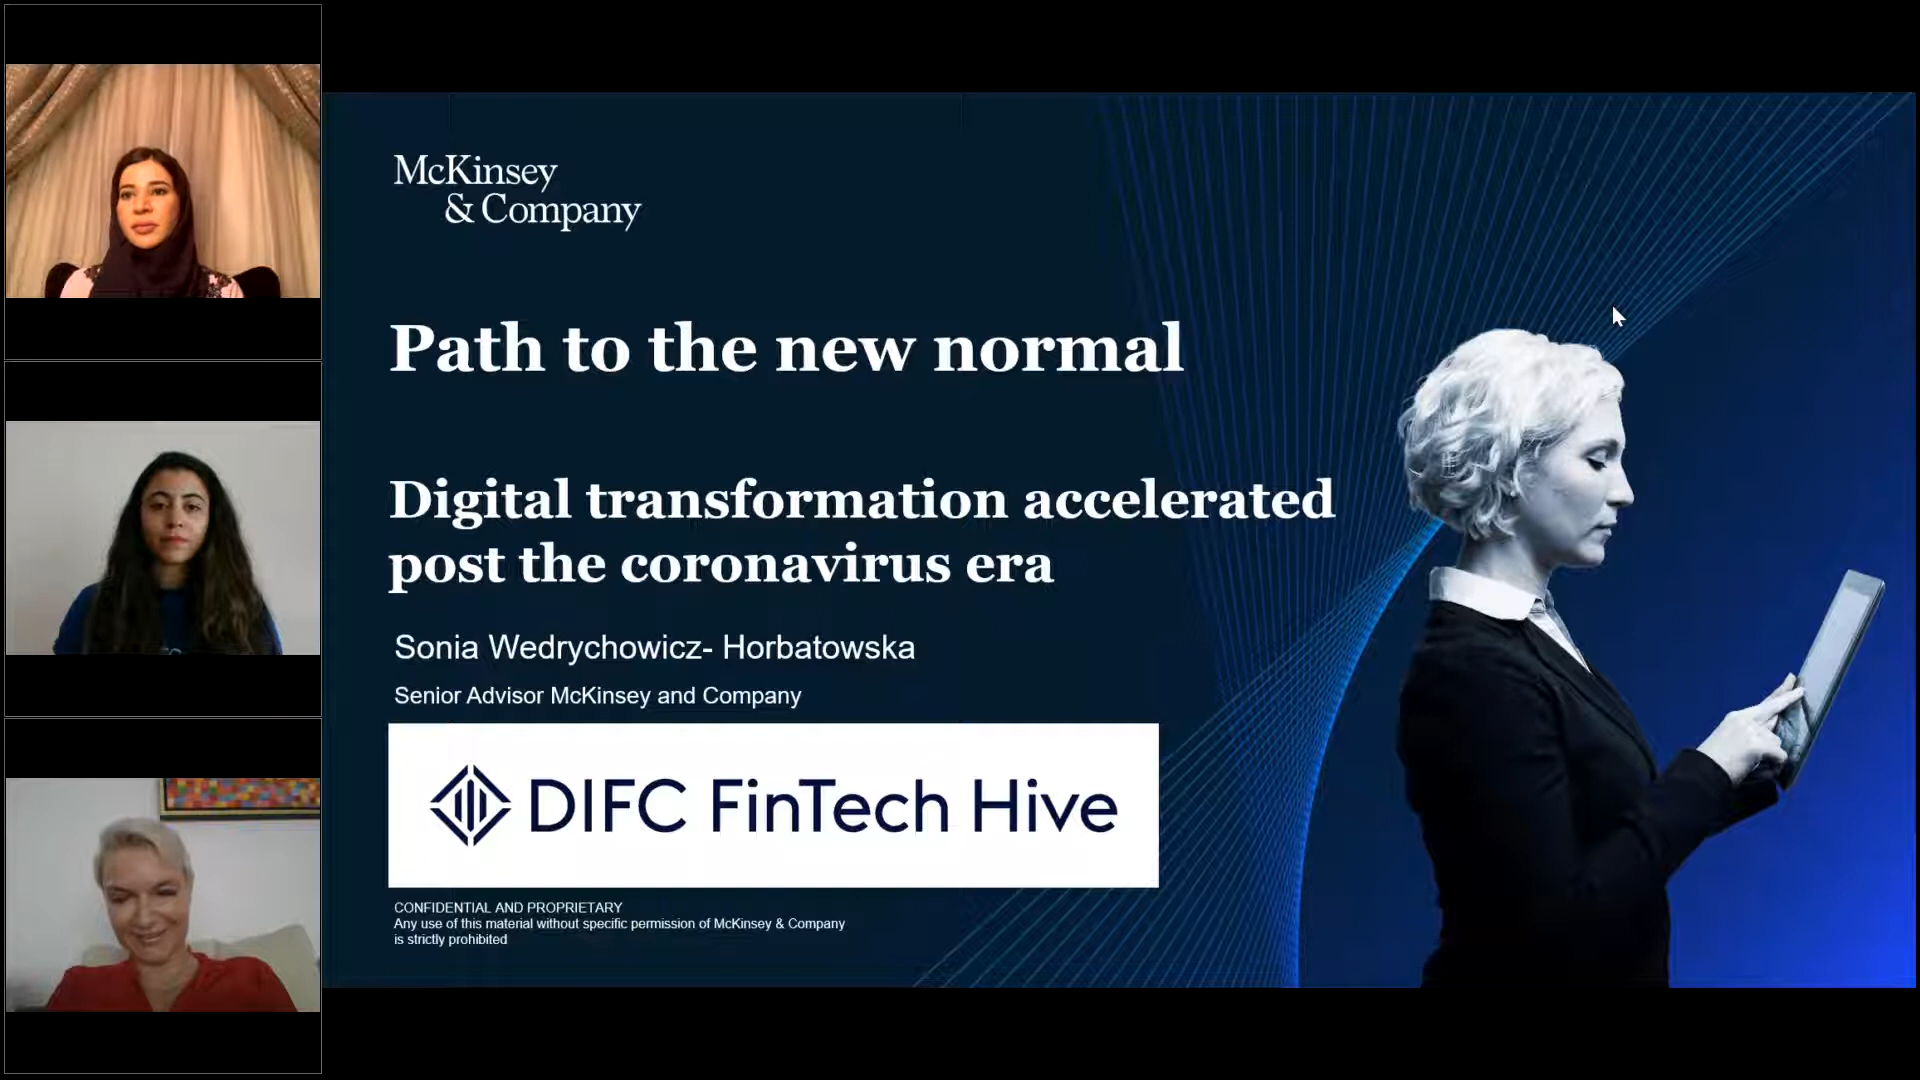 McKinsey
& Company
Path to the new normal
Digital transformation accelerated
post the coronavirus era
Sonia Wedrychowicz- Horbatowska
Senior Advisor McKinsey and Company
DIFC FinTech Hive
CONFIDENTIAL AND PROPRIETARY
Any use of this material without specific permission of McKinsey & Company
is strictly prohibited